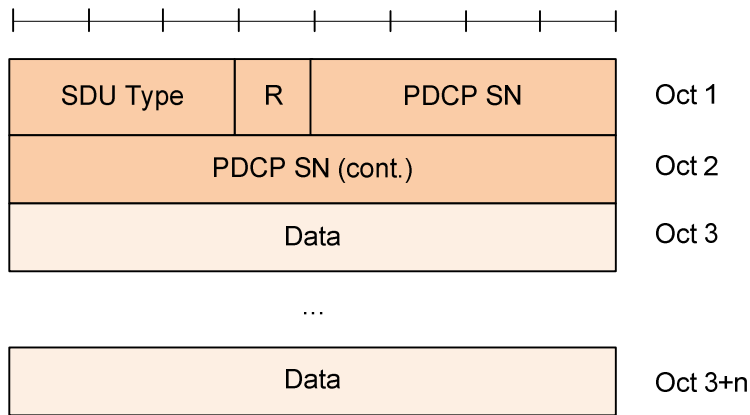 SDU Type R PDCP SN Oct 1
PDCP SN (cont.) Oct 2
Data Oct 3
...
Data Oct 3+n